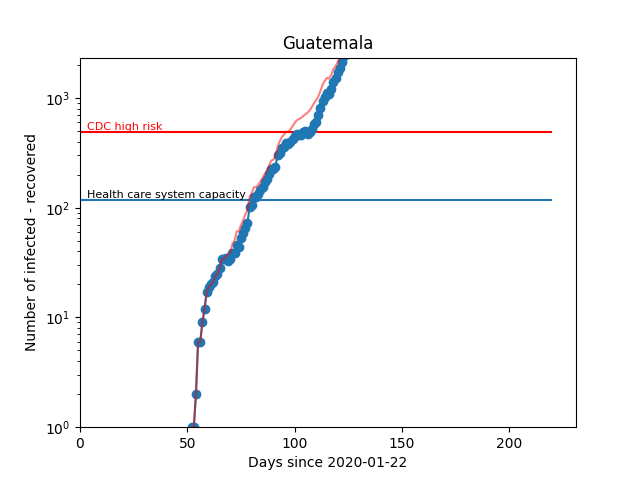 Guatemala
10³
CDC high risk
Health care system capacity
10²
10¹
10⁰
Number of infected - recovered
0 50 100 150 200
Days since 2020-01-22